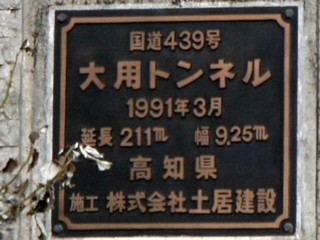 国道439号
大用トンネル
1991年3月
延長 211m 幅 9.25m
高知県
施工 株式会社土居建設